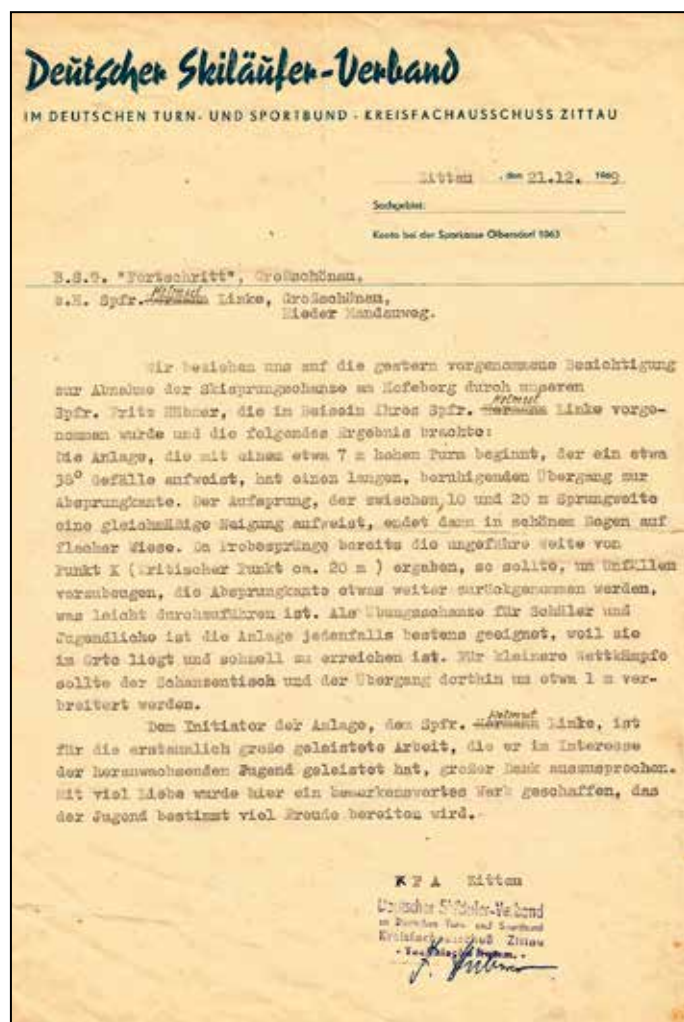 Deutscher Skiläufer-Verband
IM DEUTSCHEN TURN- UND SPORTBUND - KREISFACHAUSSCHUSS ZITTAU
Zittau, den 21.12. 1969
Sachgebiet:
Konto bei der Sparkasse Olbersdorf 1063
B.S.G. "Fortschritt", Großschönau,
z.H. Spfr. Helmut Linke, Großschönau,
Nieder Mandauweg.
Wir beziehen uns auf die gestern vorgenommene Besichtigung
zur Abnahme der Skisprungschanze am Hofeberg durch unseren
Spfr. Fritz Hübner, die im Beisein Ihres Spfr. Helmut Linke vorge-
nommen wurde und die folgendes Ergebnis brachte:
Die Anlage, die mit einem etwa 7 m hohen Turm beginnt, der ein etwa
38° Gefälle aufweist, hat einen langen, beruhigenden Übergang zur
Absprungkante. Der Aufsprung, der zwischen 10 und 20 m Sprungweite
eine gleichmäßige Neigung aufweist, endet dann in schönem Bogen auf
flacher Wiese. Da Probesprünge bereits die ungefähre Weite von
Punkt K (Kritischer Punkt ca. 20 m ) ergaben, so sollte, um Unfällen
vorzubeugen, die Absprungkante etwas weiter zurückgenommen werden,
was leicht durchzuführen ist. Als Übungsschanze für Schüler und
Jugendliche ist die Anlage jedenfalls bestens geeignet, weil sie
im Orte liegt und schnell zu erreichen ist. Für kleinere Wettkämpfe
sollte der Schanzentisch und der Übergang dorthin um etwa 1 m ver-
breitert werden.
Dem Initiator der Anlage, dem Spfr. Helmut Linke, ist
für die erstaunlich große geleistete Arbeit, die er im Interesse
der heranwachsenden Jugend geleistet hat, großer Dank auszusprechen.
Mit viel Liebe wurde hier ein bemerkenswertes Werk geschaffen, das
der Jugend bestimmt viel Freude bereiten wird.
K F A Zittau
Deutscher Skiläufer-Verband
im Deutschen Turn- und Sportbund
Kreisfachausschuß Zittau